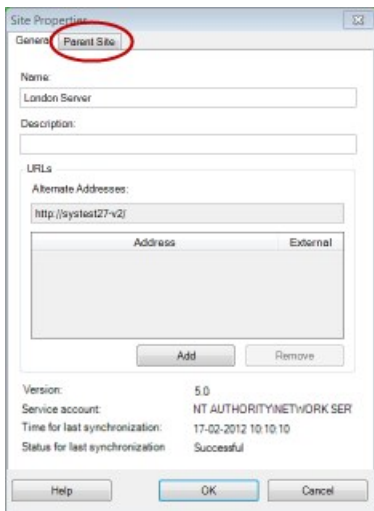 Site Properties
General Parent Site
Name:
London Server
Description:
URLs
Alternate Addresses:
http://systest27-v2/
Address External
Add Remove
Version: 5.0
Service account: NT AUTHORITY\NETWORK SER
Time for last synchronization: 17-02-2012 10:10:10
Status for last synchronization Successful
Help OK Cancel